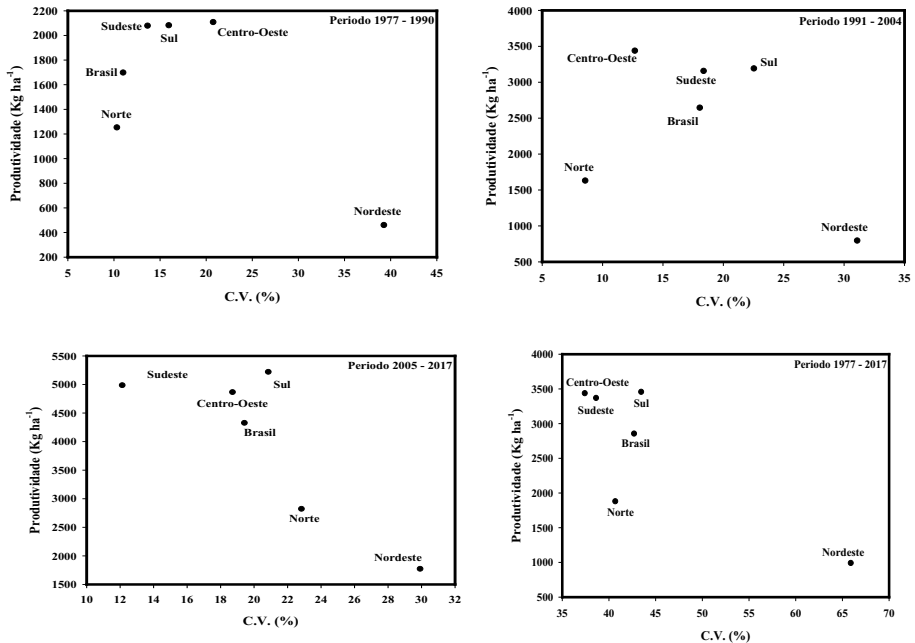 Periodo 1977 - 1990
Produtividade (Kg ha-1)
2200
2000
1800
1600
1400
1200
1000
800
600
400
200
Sudeste
Sul
Centro-Oeste
Brasil
Norte
Nordeste
5 10 15 20 25 30 35 40 45
C.V. (%)
Periodo 1991 - 2004
Produtividade (Kg ha-1)
4000
3500
3000
2500
2000
1500
1000
500
Centro-Oeste
Sul
Sudeste
Brasil
Norte
Nordeste
5 10 15 20 25 30 35
C.V. (%)
Periodo 2005 - 2017
Produtividade (Kg ha-1)
5500
5000
4500
4000
3500
3000
2500
2000
1500
Sudeste
Sul
Centro-Oeste
Brasil
Norte
Nordeste
10 12 14 16 18 20 22 24 26 28 30 32
C.V. (%)
Periodo 1977 - 2017
Produtividade (Kg ha-1)
4000
3500
3000
2500
2000
1500
1000
500
Centro-Oeste
Sudeste
Sul
Brasil
Norte
Nordeste
35 40 45 50 55 60 65 70
C.V. (%)